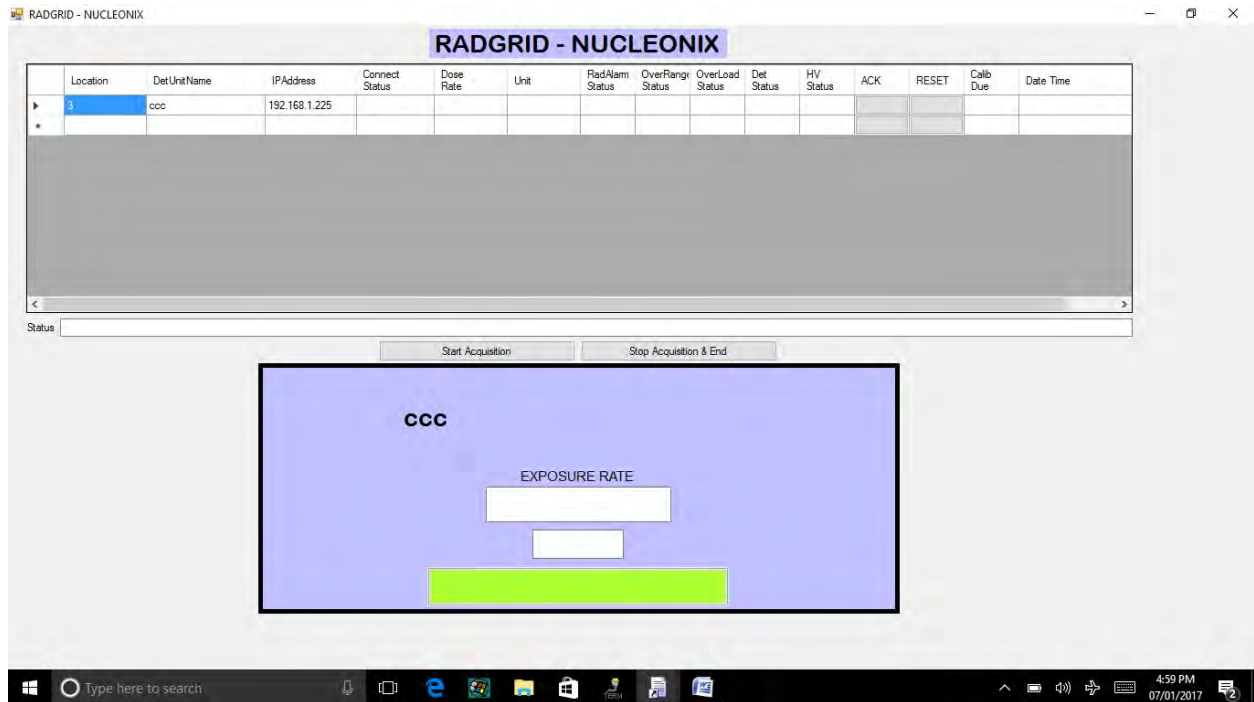 RADGRID - NUCLEONIX
RADGRID - NUCLEONIX
Location DetUnitName IPAddress Connect Status Dose Rate Unit RadAlarm Status OverRange Status OverLoad Status Det Status HV Status ACK RESET Calib Due Date Time
3 ccc 192.168.1.225
Status
Start Acquisition Stop Acquisition & End
ccc
EXPOSURE RATE
Type here to search
TERM
4:59 PM
07/01/2017
2